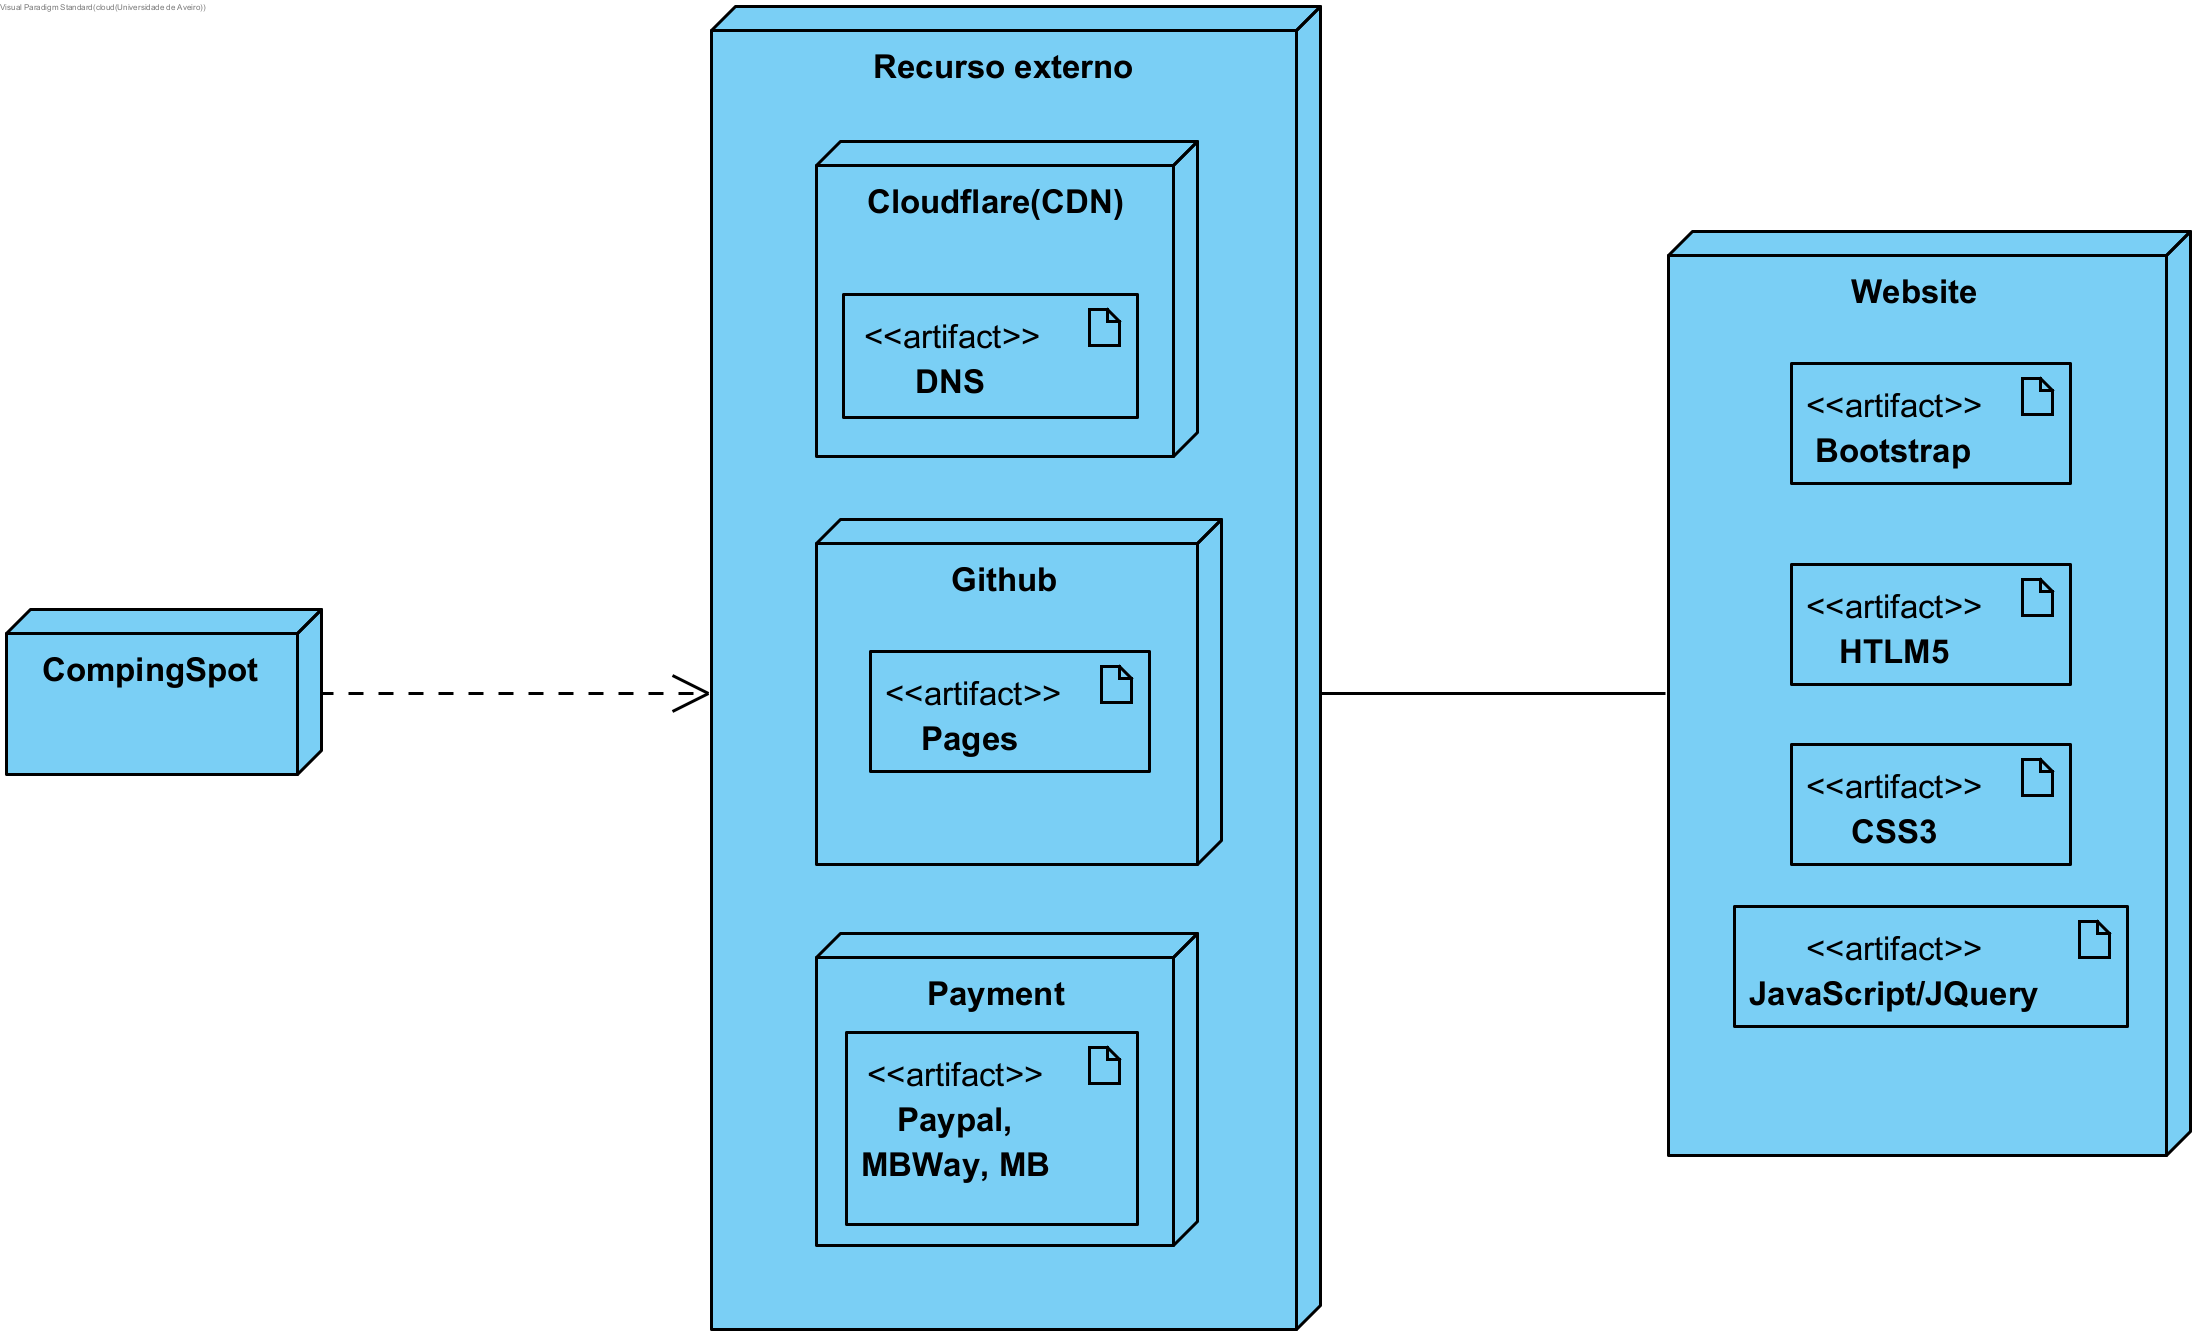 Visual Paradigm Standard(cloud(Universidade de Aveiro))
CompingSpot
Recurso externo
Cloudflare(CDN)
<<artifact>>
DNS
Github
<<artifact>>
Pages
Payment
<<artifact>>
Paypal,
MBWay, MB
Website
<<artifact>>
Bootstrap
<<artifact>>
HTLM5
<<artifact>>
CSS3
<<artifact>>
JavaScript/JQuery